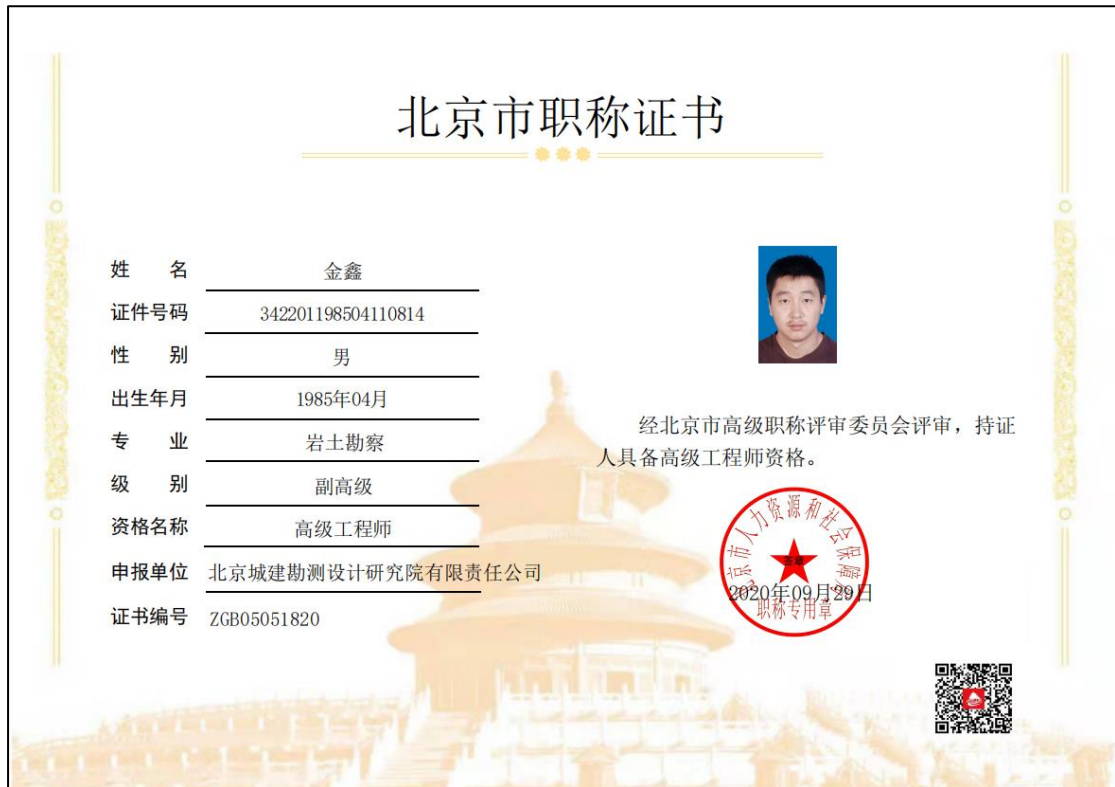 北京市职称证书
姓 名 金鑫
证件号码 342201198504110814
性 别 男
出生年月 1985年04月
专 业 岩土勘察
级 别 副高级
资格名称 高级工程师
申报单位 北京城建勘测设计研究院有限责任公司
证书编号 ZGB05051820
经北京市高级职称评审委员会评审，持证
人具备高级工程师资格。
北京市人力资源和社会保障局
2020年09月29日
职称专用章